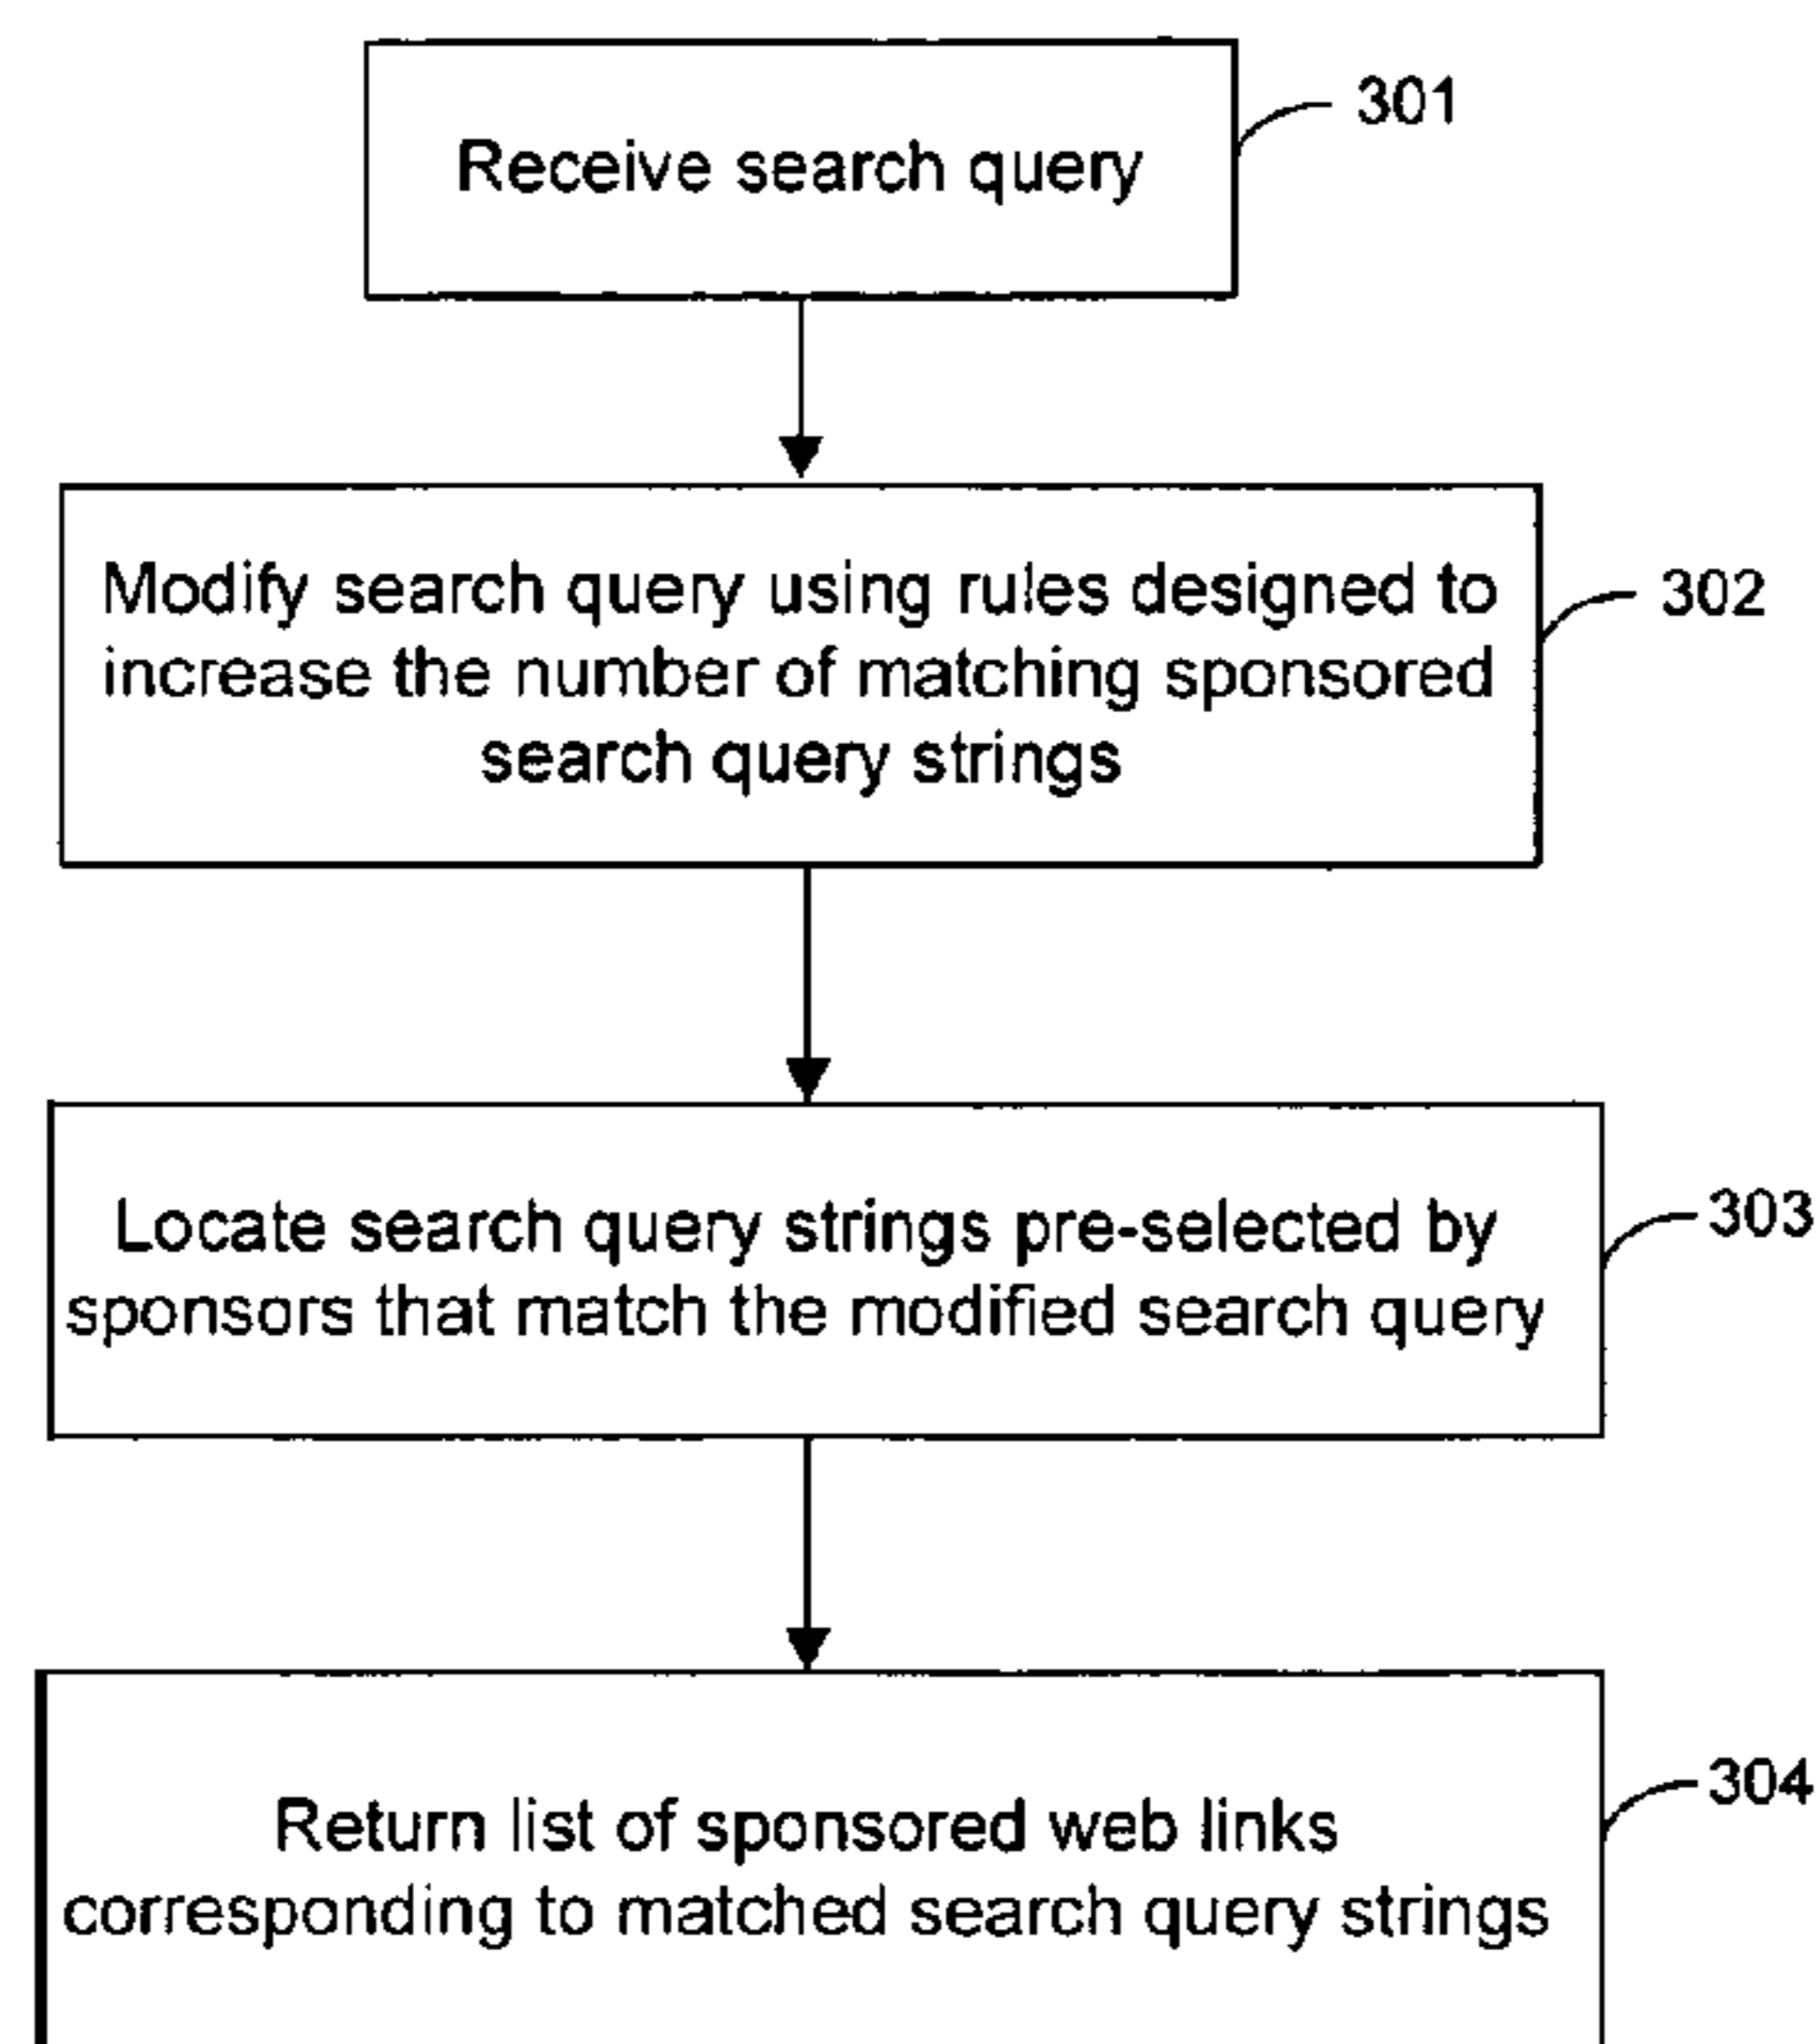 Receive search query
301
Modify search query using rules designed to
increase the number of matching sponsored
search query strings
302
Locate search query strings pre-selected by
sponsors that match the modified search query
303
Return list of sponsored web links
corresponding to matched search query strings
304